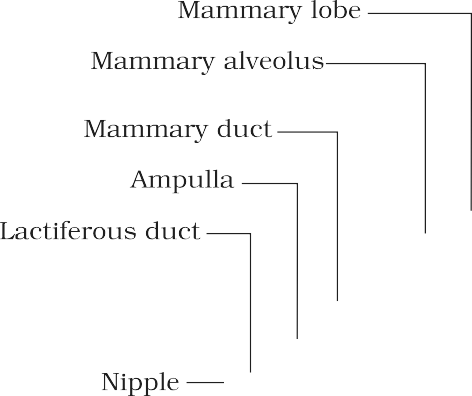 Mammary lobe
Mammary alveolus
Mammary duct
Ampulla
Lactiferous duct
Nipple